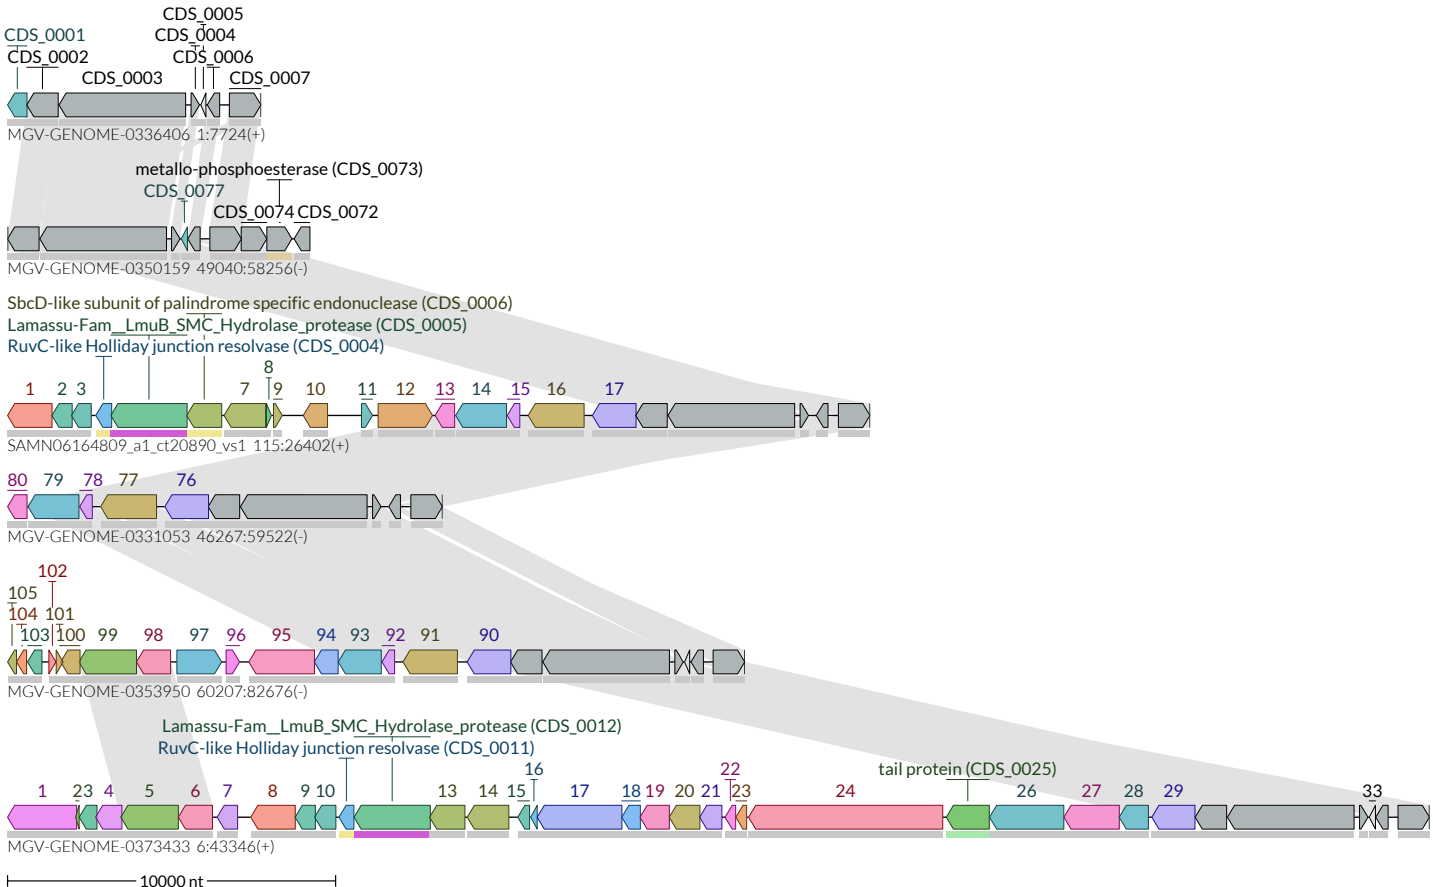 CDS_0005
CDS_0001 CDS_0004
CDS_0002 CDS_0006
CDS_0003 CDS_0007
MGV-GENOME-0336406 1:7724(+)
metallo-phosphoesterase (CDS_0073)
CDS_0077
CDS_0074 CDS_0072
MGV-GENOME-0350159 49040:58256(-)
SbcD-like subunit of palindrome specific endonuclease (CDS_0006)
Lamassu-Fam__LmuB_SMC_Hydrolase_protease (CDS_0005)
RuvC-like Holliday junction resolvase (CDS_0004)
8
1 2 3 7 9 10 11 12 13 14 15 16 17
SAMN06164809_a1_ct20890_vs1 115:26402(+)
80 79 78 77 76
MGV-GENOME-0331053 46267:59522(-)
102
105
104 101
103 100 99 98 97 96 95 94 93 92 91 90
MGV-GENOME-0353950 60207:82676(-)
Lamassu-Fam__LmuB_SMC_Hydrolase_protease (CDS_0012)
RuvC-like Holliday junction resolvase (CDS_0011)
16 22 tail protein (CDS_0025)
1 2 3 4 5 6 7 8 9 10 13 14 15 17 18 19 20 21 23 24 26 27 28 29 33
MGV-GENOME-0373433 6:43346(+)
10000 nt